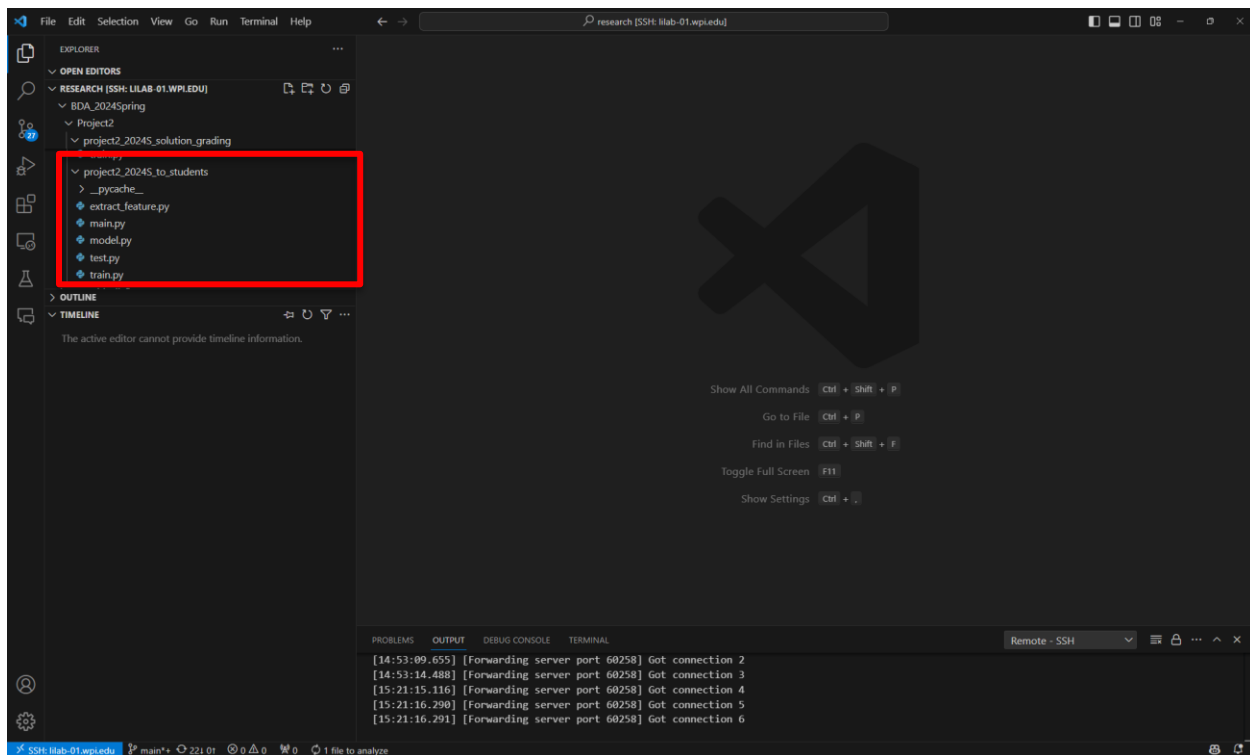 File Edit Selection View Go Run Terminal Help
research [SSH: lilab-01.wpi.edu]
EXPLORER
OPEN EDITORS
RESEARCH [SSH: LILAB-01.WPI.EDU]
BDA_2024Spring
Project2
project2_2024S_solution_grading
project2_2024S_to_students
__pycache__
extract_feature.py
main.py
model.py
test.py
train.py
OUTLINE
TIMELINE
The active editor cannot provide timeline information.
27
Show All Commands Ctrl + Shift + P
Go to File Ctrl + P
Find in Files Ctrl + Shift + F
Toggle Full Screen F11
Show Settings Ctrl + ,
PROBLEMS OUTPUT DEBUG CONSOLE TERMINAL Remote - SSH
[14:53:09.655] [Forwarding server port 60258] Got connection 2
[14:53:14.488] [Forwarding server port 60258] Got connection 3
[15:21:15.116] [Forwarding server port 60258] Got connection 4
[15:21:16.290] [Forwarding server port 60258] Got connection 5
[15:21:16.291] [Forwarding server port 60258] Got connection 6
SSH: lilab-01.wpi.edu main*+ 22↓ 0↑ 0 0 0 1 file to analyze